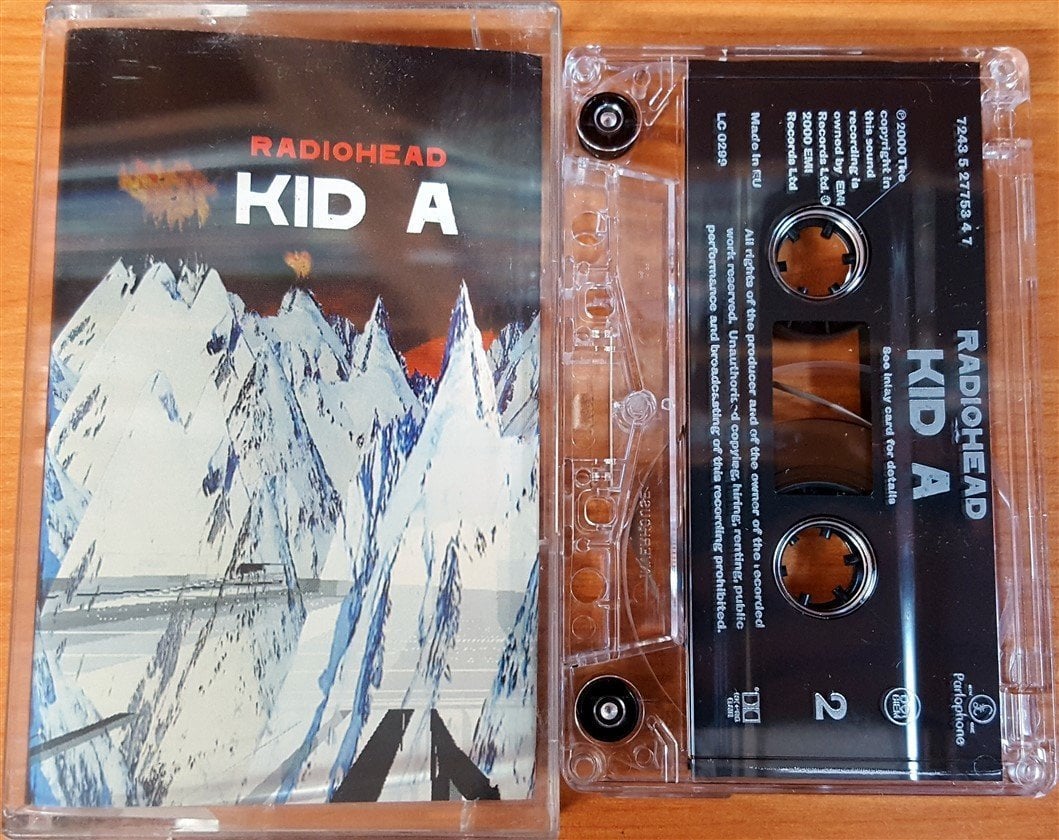 RADIOHEAD
KID A
7243 5 27753 4 7
RADIOHEAD
KID A
See inlay card for details
℗ 2000 The
copyright in
this sound
recording is
owned by EMI
Records Ltd. ©
2000 EMI
Records Ltd
Made in EU
LC 0299
All rights of the producer and of the owner of the recorded
work reserved. Unauthorized copying, hiring, renting, public
performance and broadcasting of this recording prohibited.
2
Parlophone